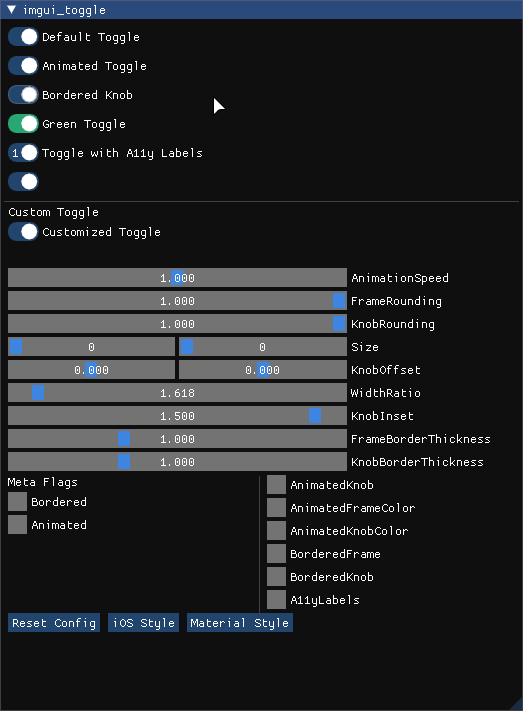 imgui_toggle
Default Toggle
Animated Toggle
Bordered Knob
Green Toggle
1 Toggle with A11y Labels
Custom Toggle
Customized Toggle
1.000 AnimationSpeed
1.000 FrameRounding
1.000 KnobRounding
0 0 Size
0.000 0.000 KnobOffset
1.618 WidthRatio
1.500 KnobInset
1.000 FrameBorderThickness
1.000 KnobBorderThickness
Meta Flags
Bordered
Animated
AnimatedKnob
AnimatedFrameColor
AnimatedKnobColor
BorderedFrame
BorderedKnob
A11yLabels
Reset Config iOS Style Material Style